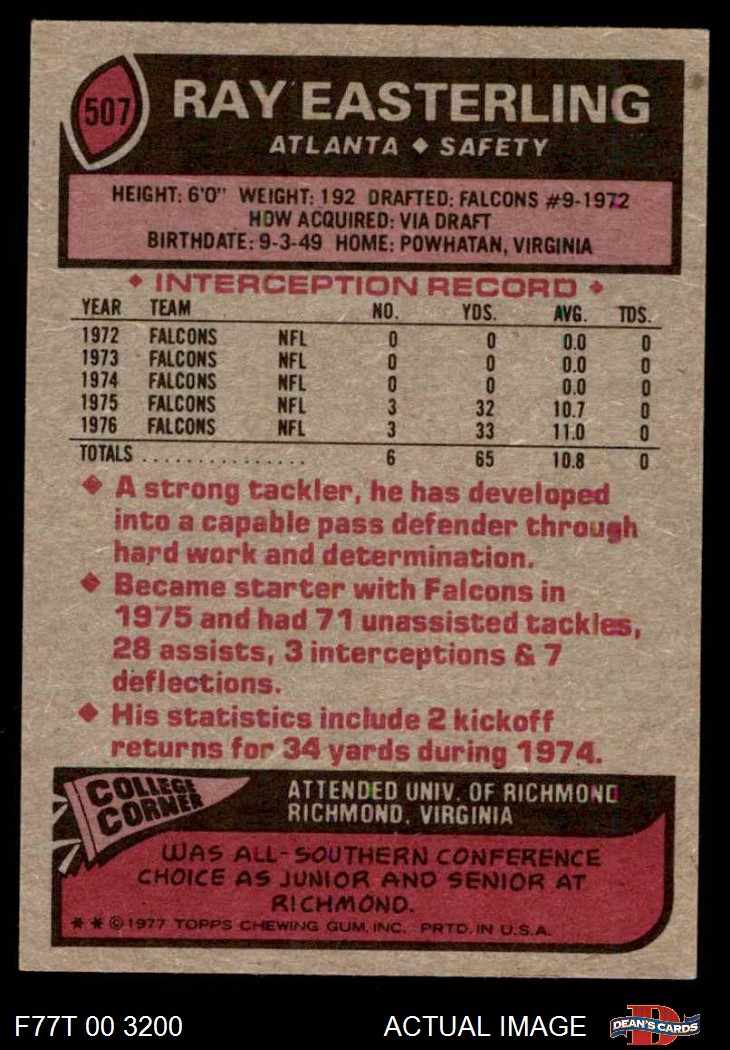 507
RAY EASTERLING
ATLANTA ◆ SAFETY
HEIGHT: 6'0" WEIGHT: 192 DRAFTED: FALCONS #9-1972
HOW ACQUIRED: VIA DRAFT
BIRTHDATE: 9-3-49 HOME: POWHATAN, VIRGINIA
◆ INTERCEPTION RECORD ◆
YEAR TEAM NO. YDS. AVG. TDS.
1972 FALCONS NFL 0 0 0.0 0
1973 FALCONS NFL 0 0 0.0 0
1974 FALCONS NFL 0 0 0.0 0
1975 FALCONS NFL 3 32 10.7 0
1976 FALCONS NFL 3 33 11.0 0
TOTALS ................ 6 65 10.8 0
◆ A strong tackler, he has developed
into a capable pass defender through
hard work and determination.
◆ Became starter with Falcons in
1975 and had 71 unassisted tackles,
28 assists, 3 interceptions & 7
deflections.
◆ His statistics include 2 kickoff
returns for 34 yards during 1974.
COLLEGE
CORNER
ATTENDED UNIV. OF RICHMOND
RICHMOND, VIRGINIA
WAS ALL-SOUTHERN CONFERENCE
CHOICE AS JUNIOR AND SENIOR AT
RICHMOND.
** ©1977 TOPPS CHEWING GUM, INC. PRTD. IN U.S.A.
F77T 00 3200 ACTUAL IMAGE
DEAN'S CARDS